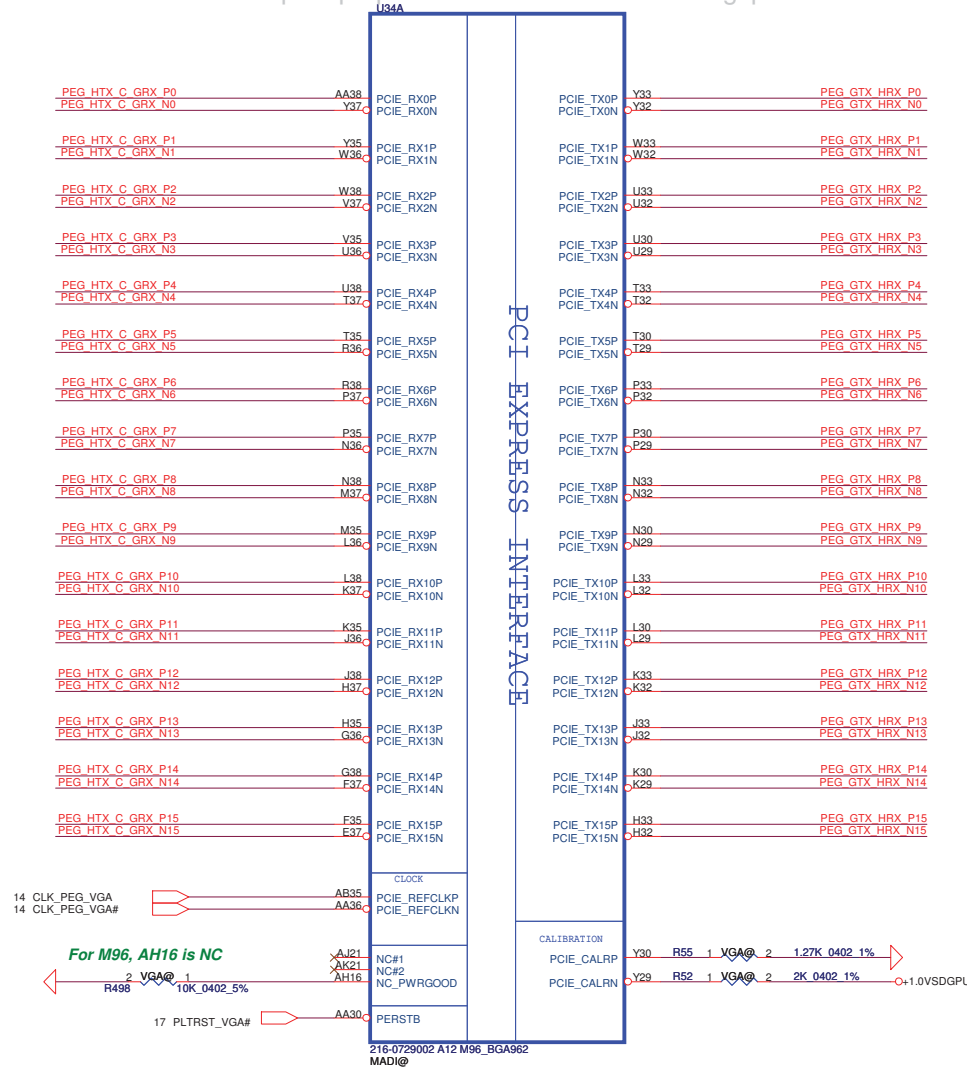 U34A
PEG_HTX_C_GRX_P0 AA38 PCIE_RX0P PCIE_TX0P Y33 PEG_GTX_HRX_P0
PEG_HTX_C_GRX_N0 Y37 PCIE_RX0N PCIE_TX0N Y32 PEG_GTX_HRX_N0
PEG_HTX_C_GRX_P1 Y35 PCIE_RX1P PCIE_TX1P W33 PEG_GTX_HRX_P1
PEG_HTX_C_GRX_N1 W36 PCIE_RX1N PCIE_TX1N W32 PEG_GTX_HRX_N1
PEG_HTX_C_GRX_P2 W38 PCIE_RX2P PCIE_TX2P U33 PEG_GTX_HRX_P2
PEG_HTX_C_GRX_N2 V37 PCIE_RX2N PCIE_TX2N U32 PEG_GTX_HRX_N2
PEG_HTX_C_GRX_P3 V35 PCIE_RX3P PCIE_TX3P U30 PEG_GTX_HRX_P3
PEG_HTX_C_GRX_N3 U36 PCIE_RX3N PCIE_TX3N U29 PEG_GTX_HRX_N3
PEG_HTX_C_GRX_P4 U38 PCIE_RX4P PCIE_TX4P T33 PEG_GTX_HRX_P4
PEG_HTX_C_GRX_N4 T37 PCIE_RX4N PCIE_TX4N T32 PEG_GTX_HRX_N4
PEG_HTX_C_GRX_P5 T35 PCIE_RX5P PCIE_TX5P T30 PEG_GTX_HRX_P5
PEG_HTX_C_GRX_N5 R36 PCIE_RX5N PCIE_TX5N T29 PEG_GTX_HRX_N5
PEG_HTX_C_GRX_P6 R38 PCIE_RX6P PCIE_TX6P P33 PEG_GTX_HRX_P6
PEG_HTX_C_GRX_N6 P37 PCIE_RX6N PCIE_TX6N P32 PEG_GTX_HRX_N6
PEG_HTX_C_GRX_P7 P35 PCIE_RX7P PCIE_TX7P P30 PEG_GTX_HRX_P7
PEG_HTX_C_GRX_N7 N36 PCIE_RX7N PCIE_TX7N P29 PEG_GTX_HRX_N7
PEG_HTX_C_GRX_P8 N38 PCIE_RX8P PCIE_TX8P N33 PEG_GTX_HRX_P8
PEG_HTX_C_GRX_N8 M37 PCIE_RX8N PCIE_TX8N N32 PEG_GTX_HRX_N8
PEG_HTX_C_GRX_P9 M35 PCIE_RX9P PCIE_TX9P N30 PEG_GTX_HRX_P9
PEG_HTX_C_GRX_N9 L36 PCIE_RX9N PCIE_TX9N N29 PEG_GTX_HRX_N9
PEG_HTX_C_GRX_P10 L38 PCIE_RX10P PCIE_TX10P L33 PEG_GTX_HRX_P10
PEG_HTX_C_GRX_N10 K37 PCIE_RX10N PCIE_TX10N L32 PEG_GTX_HRX_N10
PEG_HTX_C_GRX_P11 K35 PCIE_RX11P PCIE_TX11P L30 PEG_GTX_HRX_P11
PEG_HTX_C_GRX_N11 J36 PCIE_RX11N PCIE_TX11N L29 PEG_GTX_HRX_N11
PEG_HTX_C_GRX_P12 J38 PCIE_RX12P PCIE_TX12P K33 PEG_GTX_HRX_P12
PEG_HTX_C_GRX_N12 H37 PCIE_RX12N PCIE_TX12N K32 PEG_GTX_HRX_N12
PEG_HTX_C_GRX_P13 H35 PCIE_RX13P PCIE_TX13P J33 PEG_GTX_HRX_P13
PEG_HTX_C_GRX_N13 G36 PCIE_RX13N PCIE_TX13N J32 PEG_GTX_HRX_N13
PEG_HTX_C_GRX_P14 G38 PCIE_RX14P PCIE_TX14P K30 PEG_GTX_HRX_P14
PEG_HTX_C_GRX_N14 F37 PCIE_RX14N PCIE_TX14N K29 PEG_GTX_HRX_N14
PEG_HTX_C_GRX_P15 F35 PCIE_RX15P PCIE_TX15P H33 PEG_GTX_HRX_P15
PEG_HTX_C_GRX_N15 E37 PCIE_RX15N PCIE_TX15N H32 PEG_GTX_HRX_N15
PCI EXPRESS INTERFACE
CLOCK
14 CLK_PEG_VGA AB35 PCIE_REFCLKP
14 CLK_PEG_VGA# AA36 PCIE_REFCLKN
CALIBRATION
For M96, AH16 is NC
AJ21 NC#1
AK21 NC#2
AH16 NC_PWRGOOD
2 VGA@ 1
R498 10K_0402_5%
PCIE_CALRP Y30 R55 1 VGA@ 2 1.27K_0402_1%
PCIE_CALRN Y29 R52 1 VGA@ 2 2K_0402_1% +1.0VSDGPU
17 PLTRST_VGA# AA30 PERSTB
216-0729002 A12 M96_BGA962
MADI@